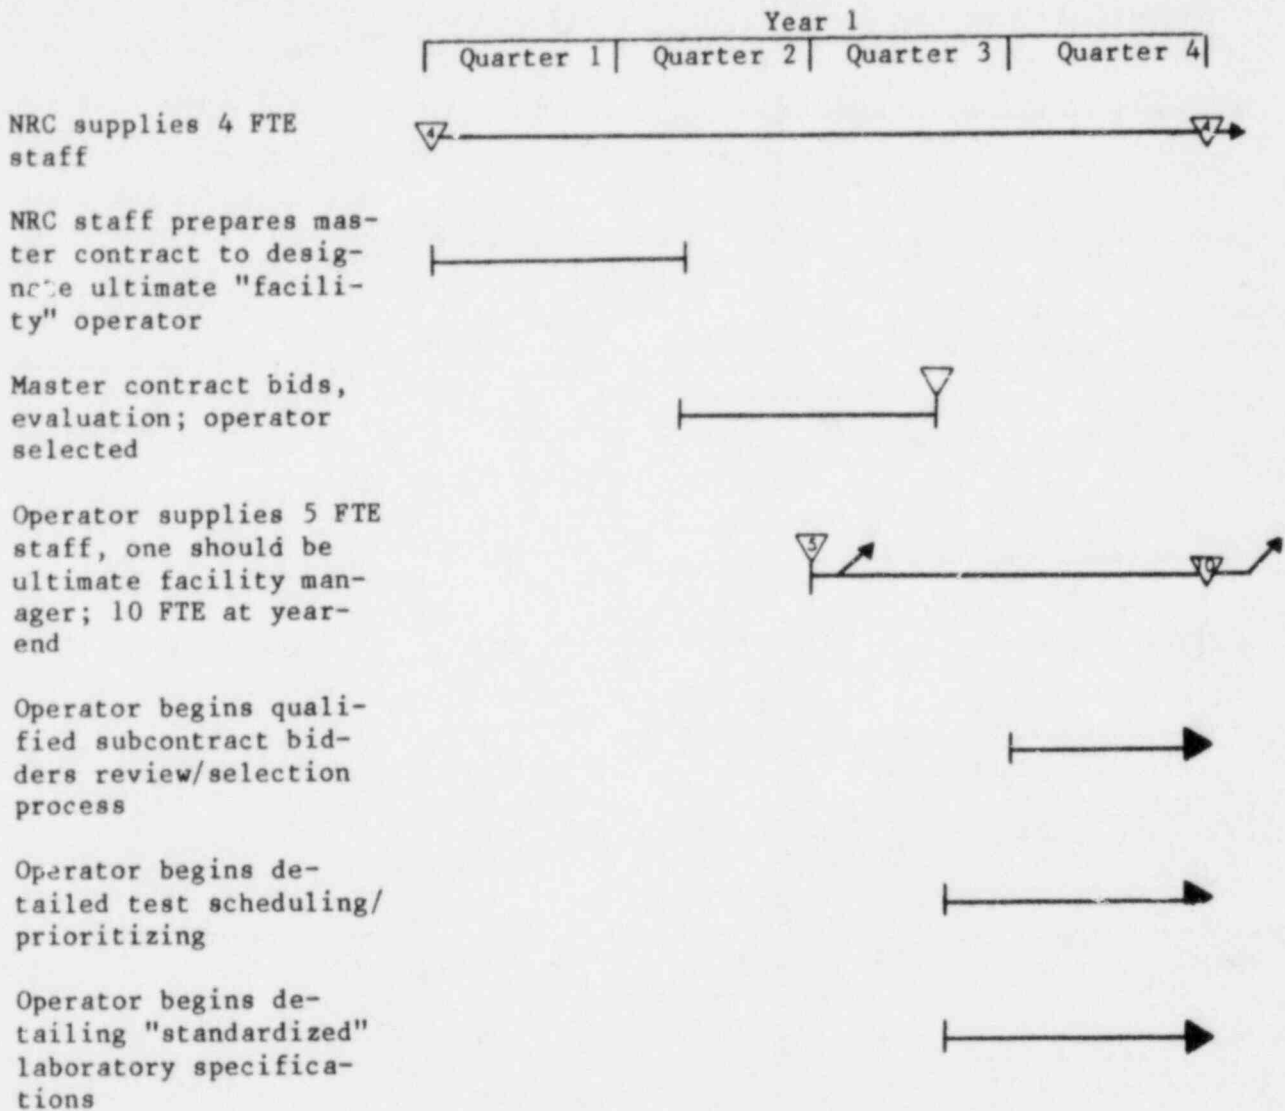 Year 1
Quarter 1 Quarter 2 Quarter 3 Quarter 4
NRC supplies 4 FTE
staff
4 4
NRC staff prepares mas-
ter contract to desig-
nate ultimate "facili-
ty" operator
Master contract bids,
evaluation; operator
selected
Operator supplies 5 FTE
staff, one should be
ultimate facility man-
ager; 10 FTE at year-
end
5 10
Operator begins quali-
fied subcontract bid-
ders review/selection
process
Operator begins de-
tailed test scheduling/
prioritizing
Operator begins de-
tailing "standardized"
laboratory specifica-
tions